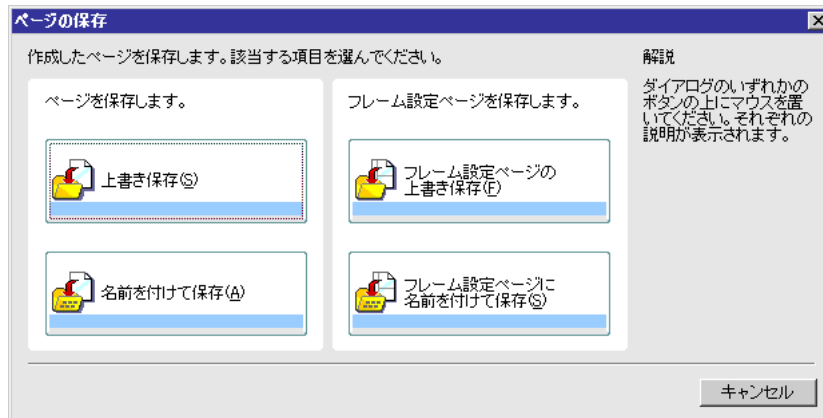 ページの保存
作成したページを保存します。該当する項目を選んでください。
ページを保存します。
上書き保存(S)
名前を付けて保存(A)
フレーム設定ページを保存します。
フレーム設定ページの
上書き保存(F)
フレーム設定ページに
名前を付けて保存(S)
解説
ダイアログのいずれかの
ボタンの上にマウスを置
いてください。それぞれの
説明が表示されます。
キャンセル